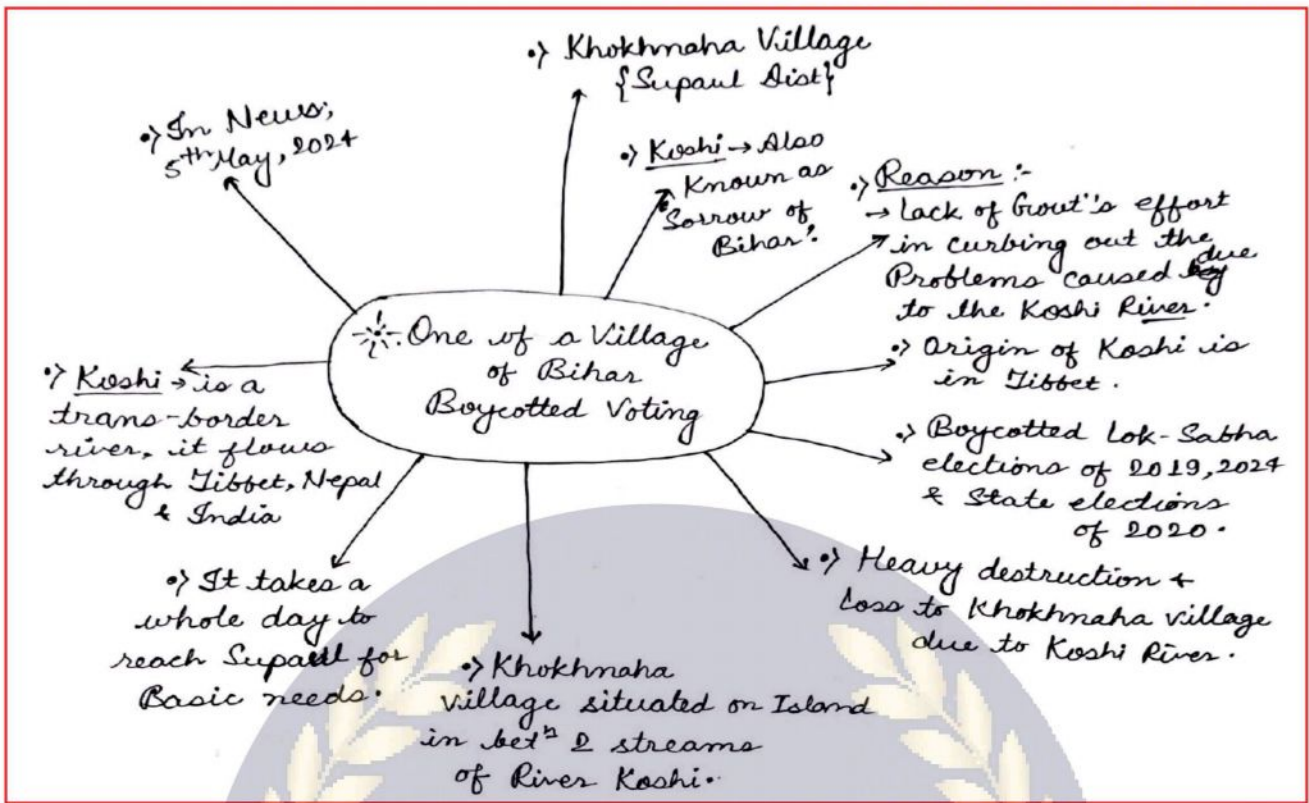 •> In News;
5th May, 2024
•> Khokhmaha Village
{Supaul Dist}
•> Koshi → Also
Known as
'Sorrow of
Bihar'.
•> Reason :-
→ Lack of Govt's effort
in curbing out the
Problems caused due
to the Koshi River.
•> Origin of Koshi is
in Tibbet.
•> Boycotted Lok-Sabha
elections of 2019, 2024
& State elections
of 2020.
•> Heavy destruction &
Loss to Khokhmaha village
due to Koshi River.
•> Khokhmaha
village situated on Island
in betn 2 streams
of River Koshi.
•> It takes a
whole day to
reach Supaul for
Basic needs.
•> Koshi → is a
trans-border
river, it flows
through Tibbet, Nepal
& India
One of a Village
of Bihar
Boycotted Voting